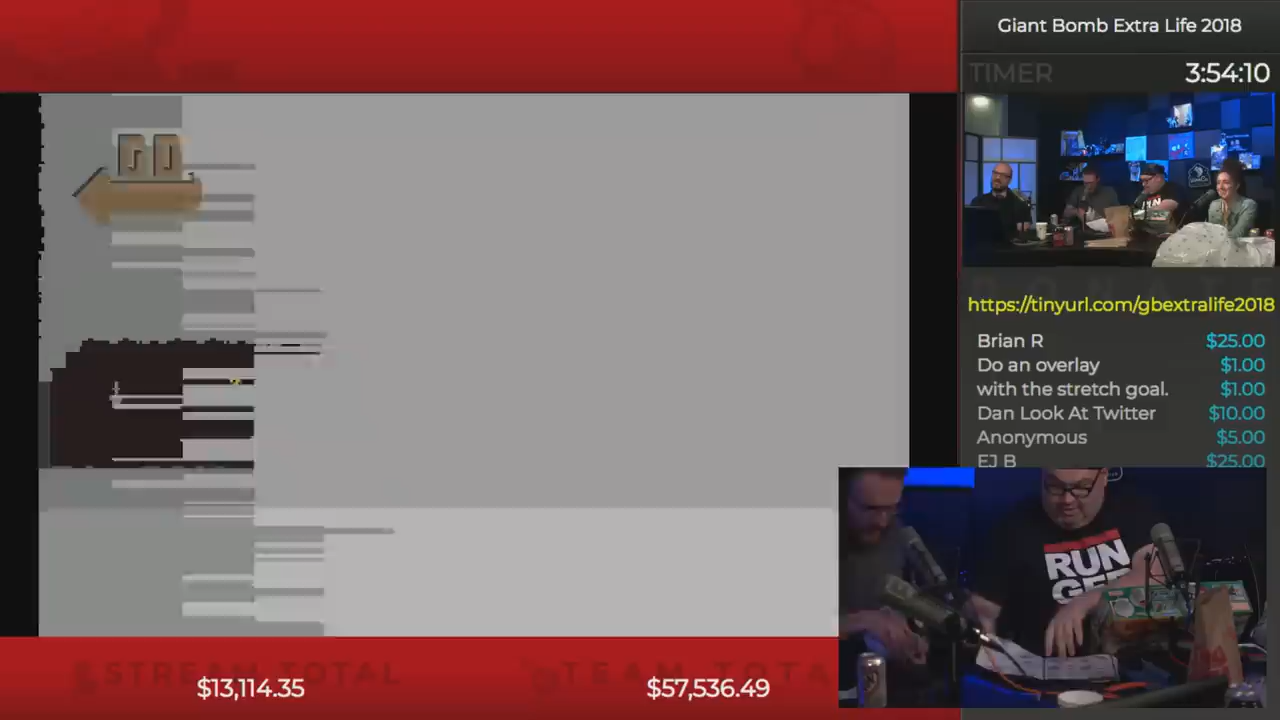 Giant Bomb Extra Life 2018
TIMER
3:54:10
GO
https://tinyurl.com/gbextralife2018
Brian R $25.00
Do an overlay $1.00
with the stretch goal. $1.00
Dan Look At Twitter $10.00
Anonymous $5.00
EJ B $25.00
RUN
STREAM TOTAL
$13,114.35
TEAM TOTA
$57,536.49